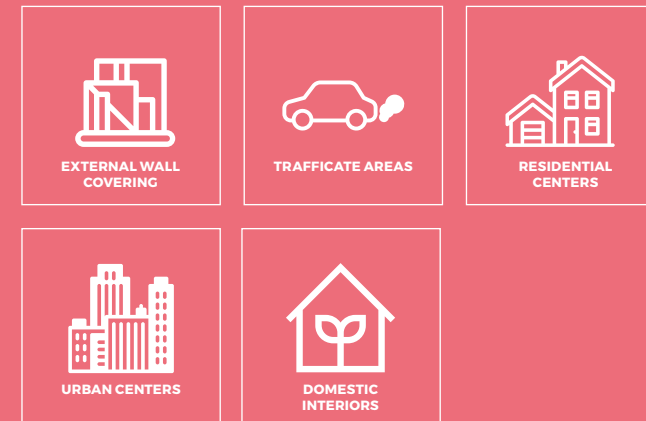 EXTERNAL WALL
COVERING
TRAFFICATE AREAS
RESIDENTIAL
CENTERS
URBAN CENTERS
DOMESTIC
INTERIORS